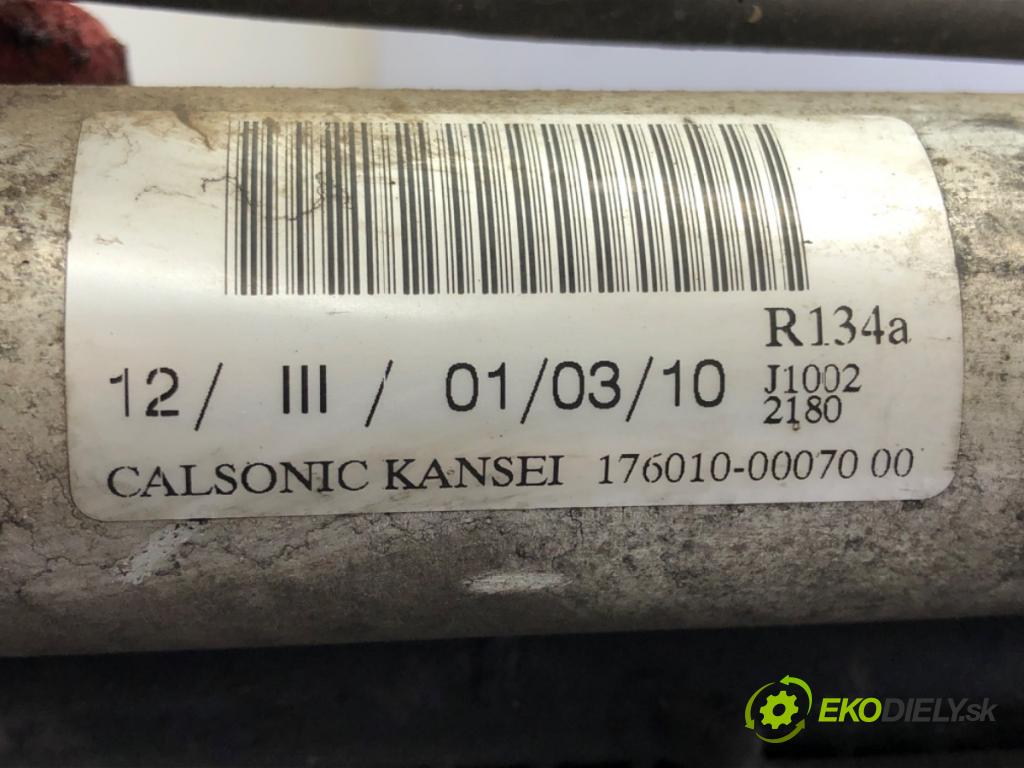 R134a
12/ III / 01/03/10 J1002
2180
CALSONIC KANSEI 176010-00070 00
EKODIELY.sk